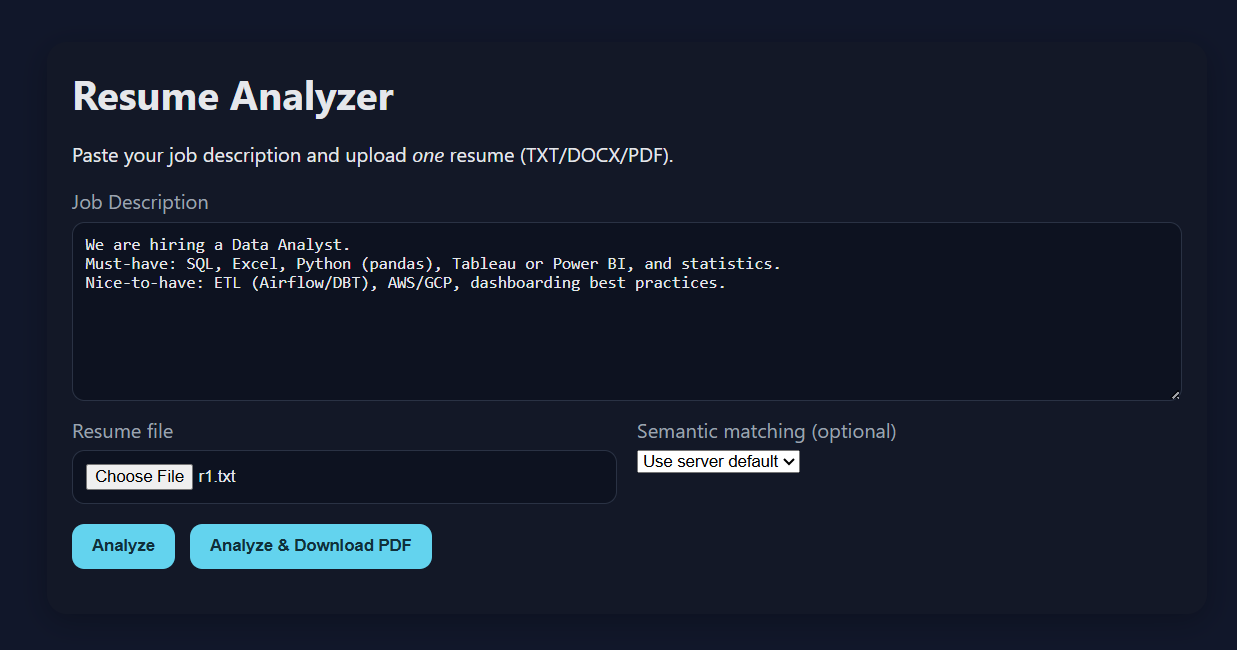 Resume Analyzer
Paste your job description and upload one resume (TXT/DOCX/PDF).
Job Description
We are hiring a Data Analyst.
Must-have: SQL, Excel, Python (pandas), Tableau or Power BI, and statistics.
Nice-to-have: ETL (Airflow/DBT), AWS/GCP, dashboarding best practices.
Resume file
Semantic matching (optional)
Choose File r1.txt
Use server default
Analyze
Analyze & Download PDF